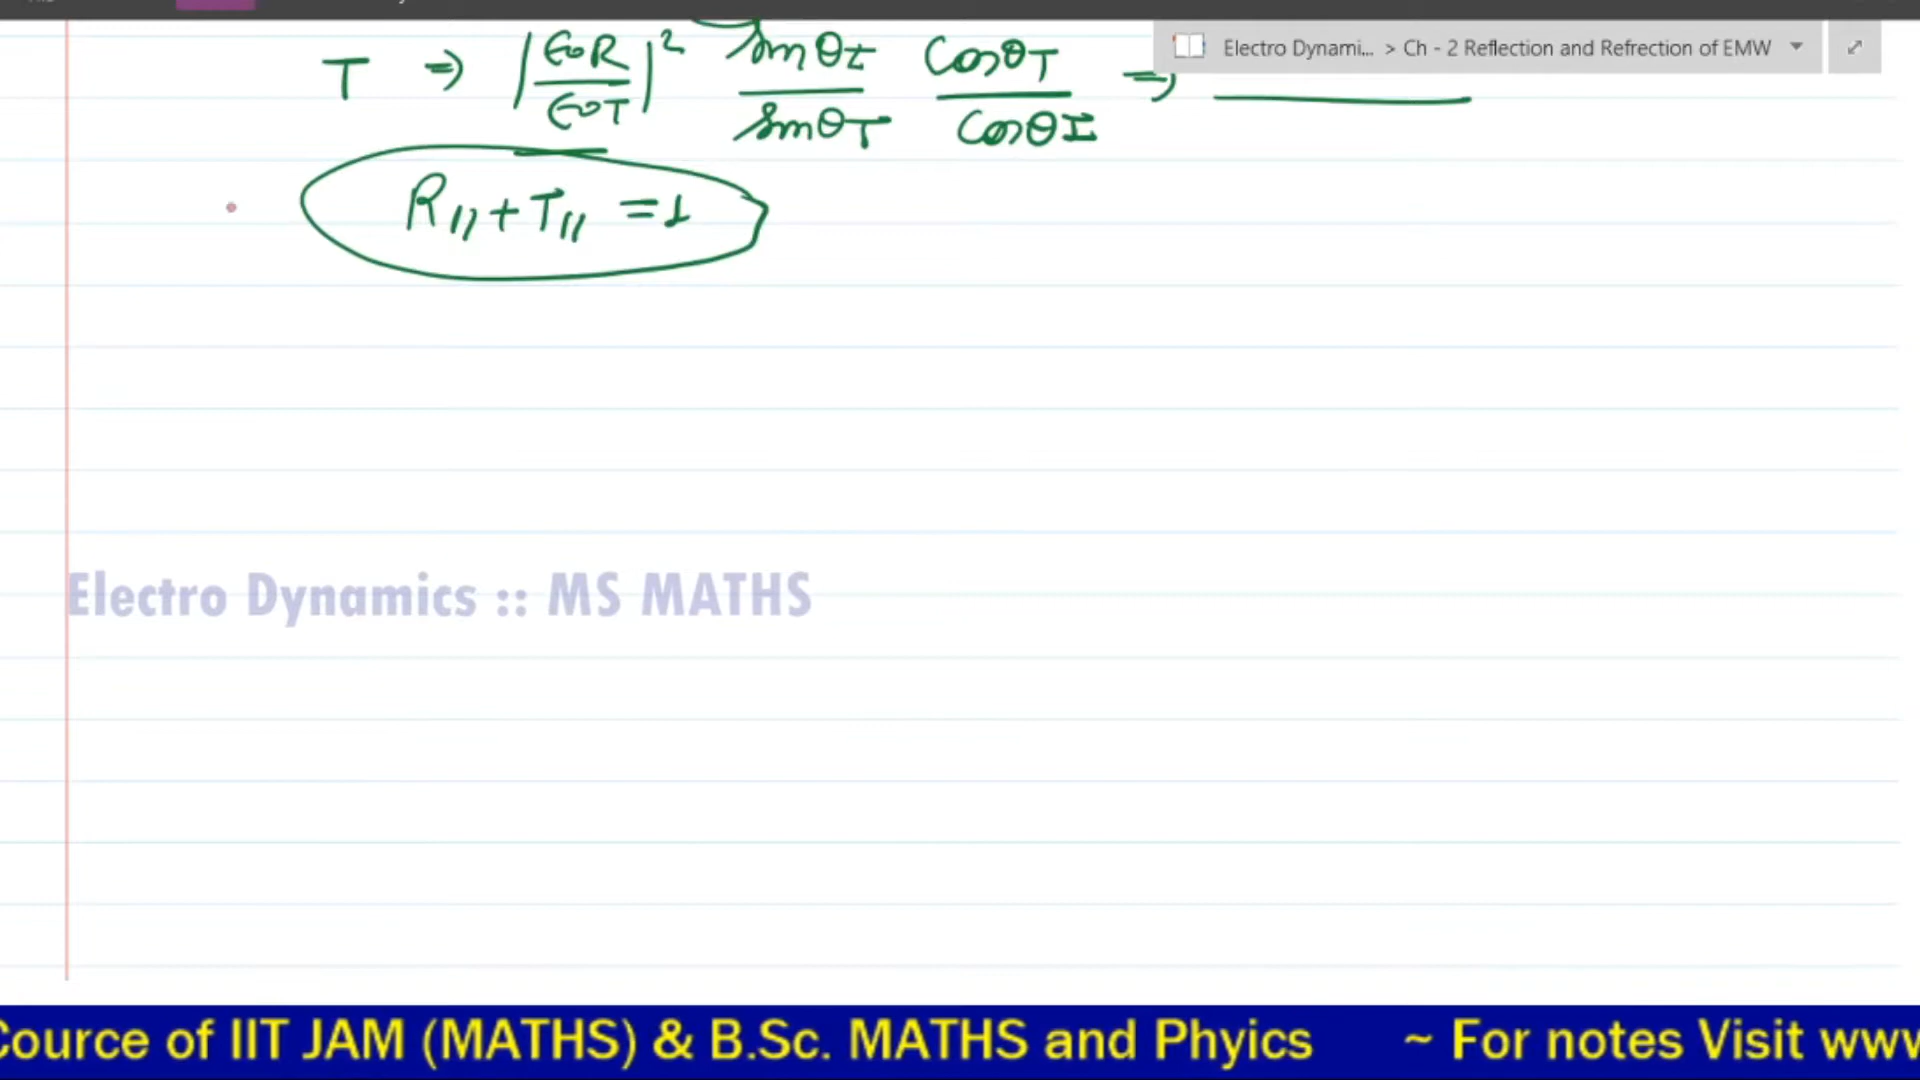 Electro Dynami... > Ch - 2 Reflection and Refrection of EMW
T ⇒ |E₀R / E₀T|² sinθI / sinθT cosθT / cosθI ⇒
R// + T// = 1
Electro Dynamics :: MS MATHS
Cource of IIT JAM (MATHS) & B.Sc. MATHS and Phyics ~ For notes Visit www